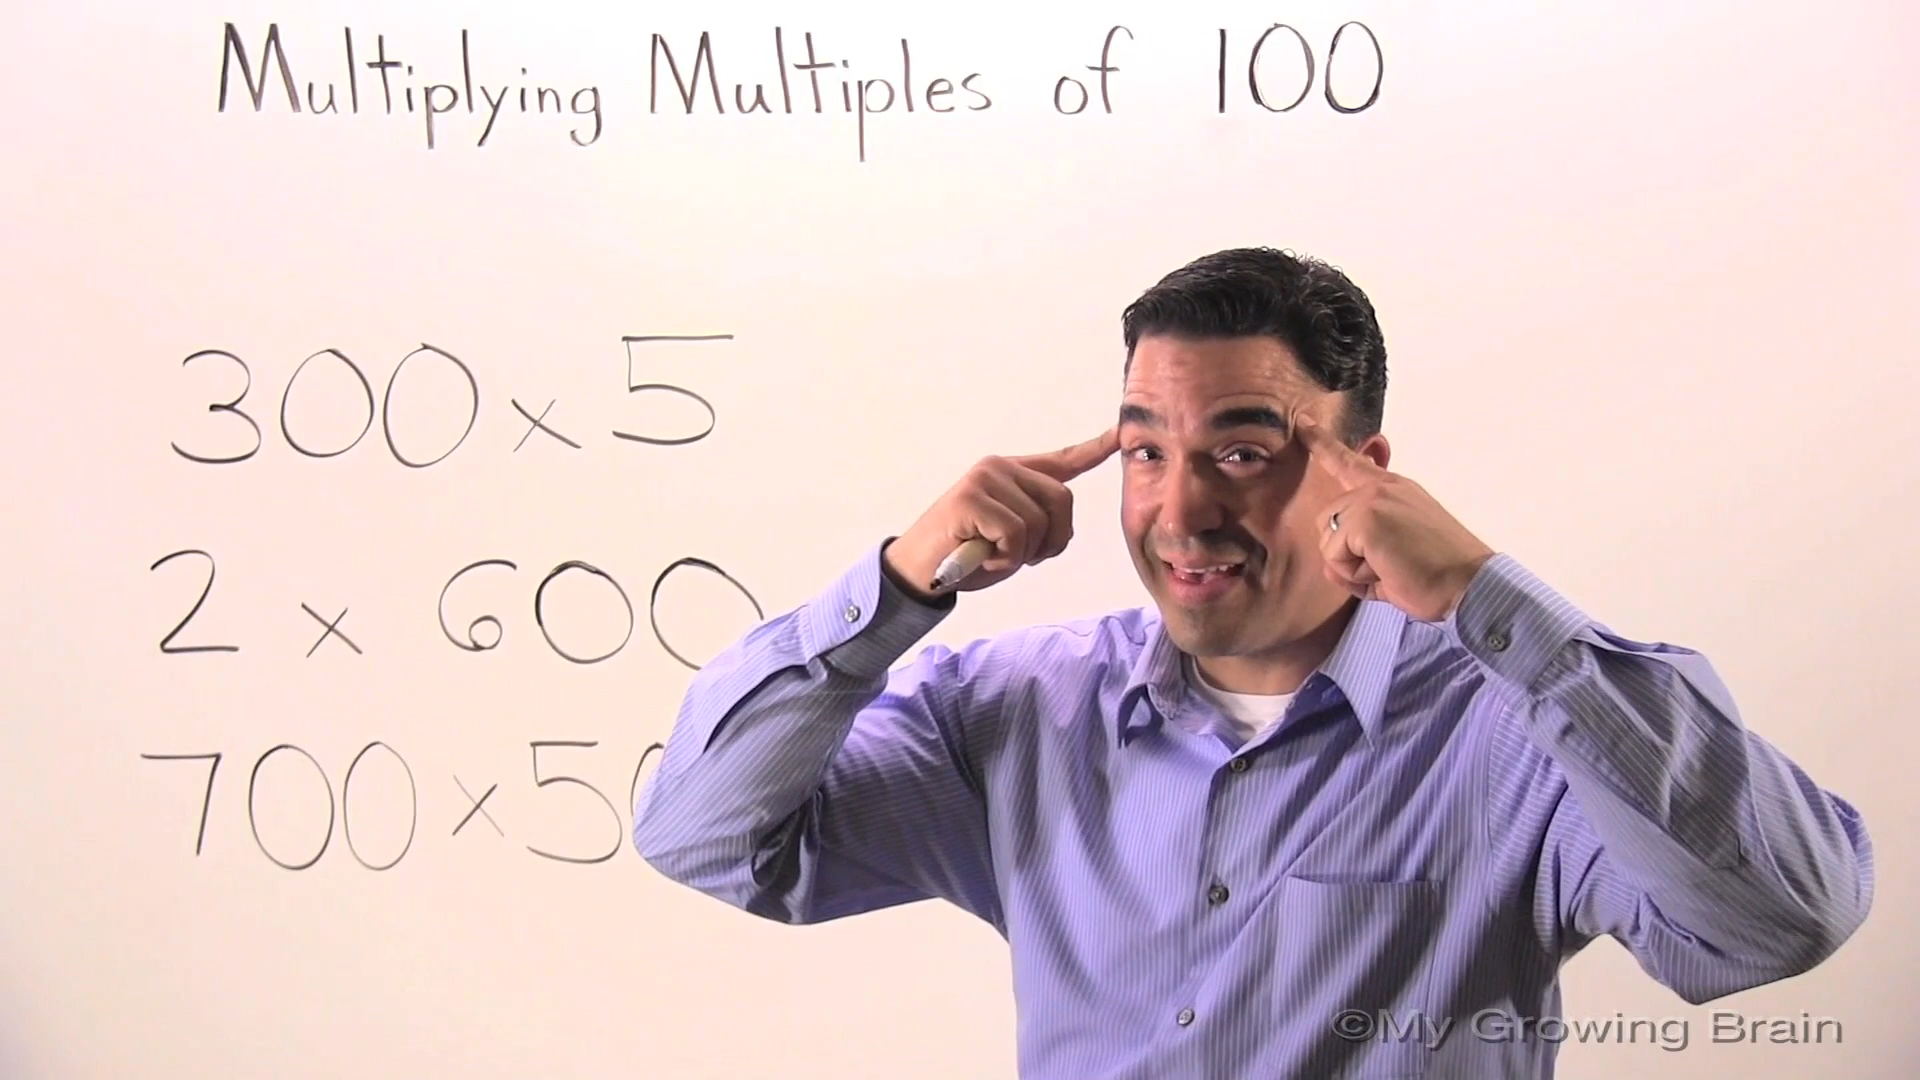 Multiplying Multiples of 100
300 x 5
2 x 600
700 x 5
©My Growing Brain